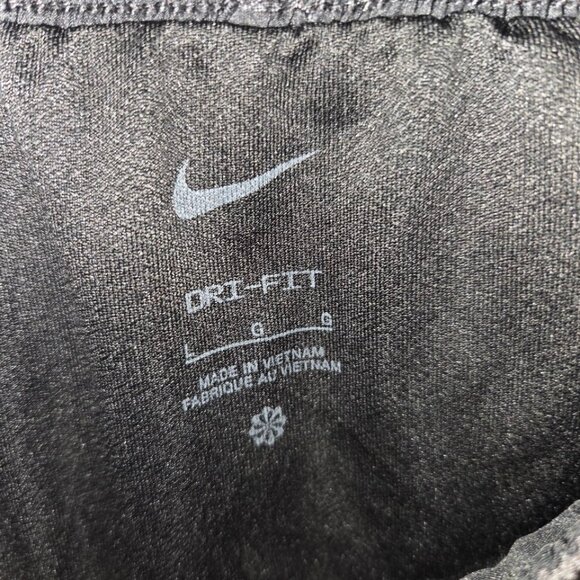 DRI-FIT
L G G
MADE IN VIETNAM
FABRIQUE AU VIETNAM